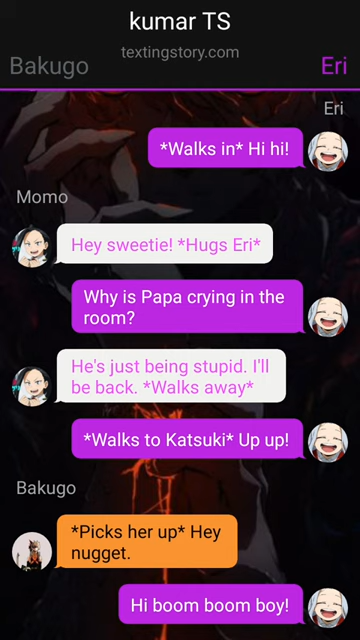 kumar TS
textingstory.com
Bakugo
Eri
Eri
*Walks in* Hi hi!
Momo
Hey sweetie! *Hugs Eri*
Why is Papa crying in the
room?
He's just being stupid. I'll
be back. *Walks away*
*Walks to Katsuki* Up up!
Bakugo
*Picks her up* Hey
nugget.
Hi boom boom boy!